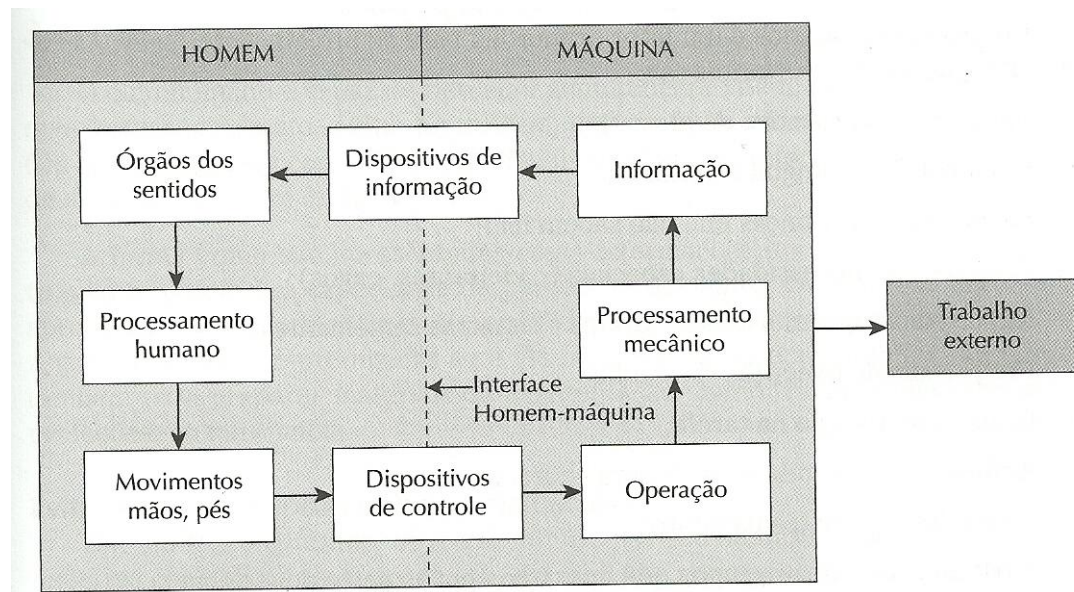 HOMEM
MÁQUINA
Órgãos dos
sentidos
Dispositivos de
informação
Informação
Processamento
humano
Processamento
mecânico
Trabalho
externo
Interface
Homem-máquina
Movimentos
mãos, pés
Dispositivos
de controle
Operação